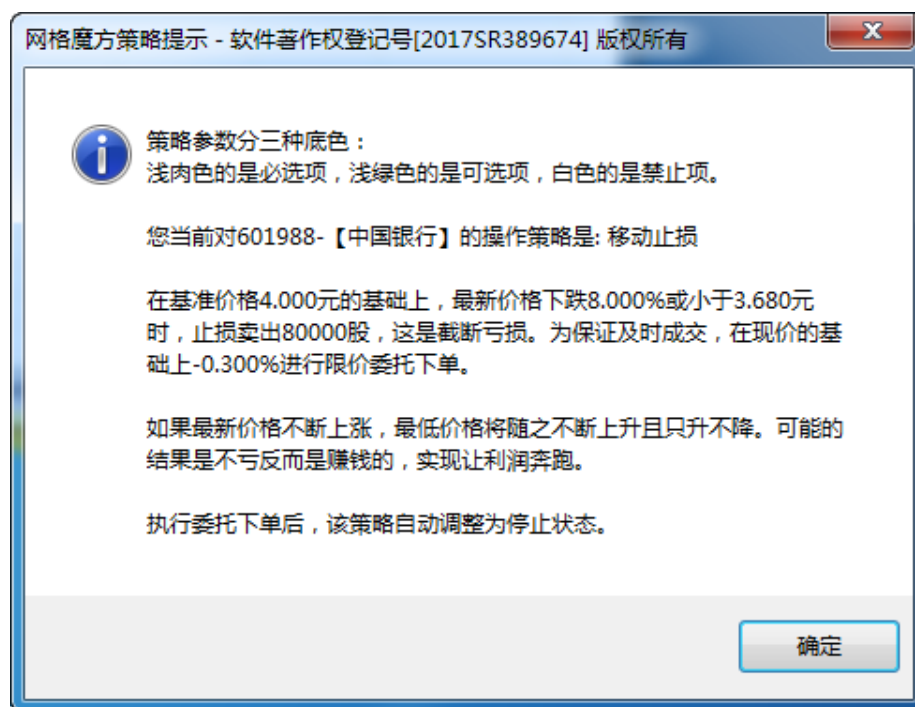 网格魔方策略提示 - 软件著作权登记号[2017SR389674] 版权所有
策略参数分三种底色：
浅肉色的是必选项，浅绿色的是可选项，白色的是禁止项。
您当前对601988-【中国银行】的操作策略是: 移动止损
在基准价格4.000元的基础上，最新价格下跌8.000%或小于3.680元
时，止损卖出80000股，这是截断亏损。为保证及时成交，在现价的基
础上-0.300%进行限价委托下单。
如果最新价格不断上涨，最低价格将随之不断上升且只升不降。可能的
结果是不亏反而是赚钱的，实现让利润奔跑。
执行委托下单后，该策略自动调整为停止状态。
确定